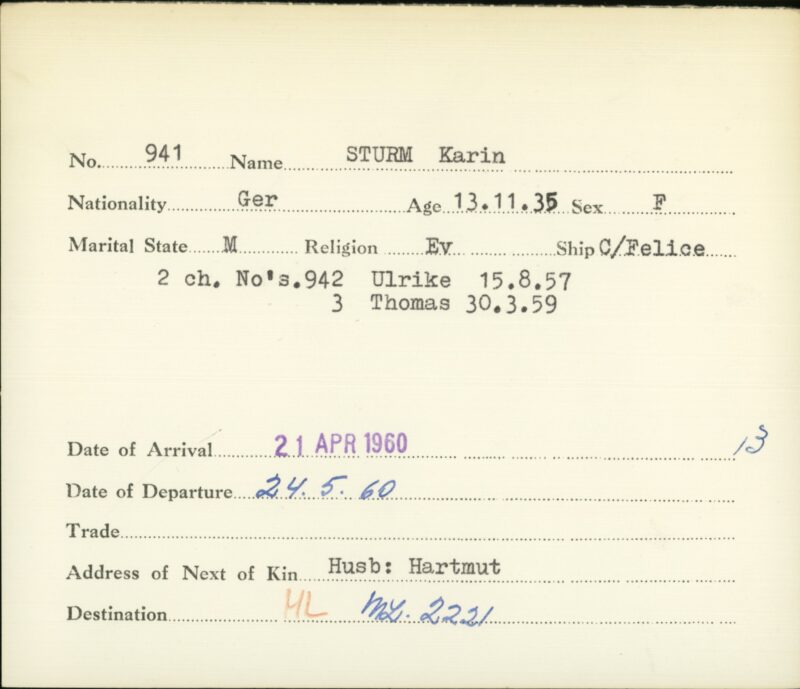 No. 941 Name STURM Karin
Nationality Ger Age 13.11.35 Sex F
Marital State M Religion Ev Ship C/Felice
2 ch. No's.942 Ulrike 15.8.57
3 Thomas 30.3.59
Date of Arrival 21 APR 1960 13
Date of Departure 24.5.60
Trade
Address of Next of Kin Husb: Hartmut
Destination HL ML. 2221